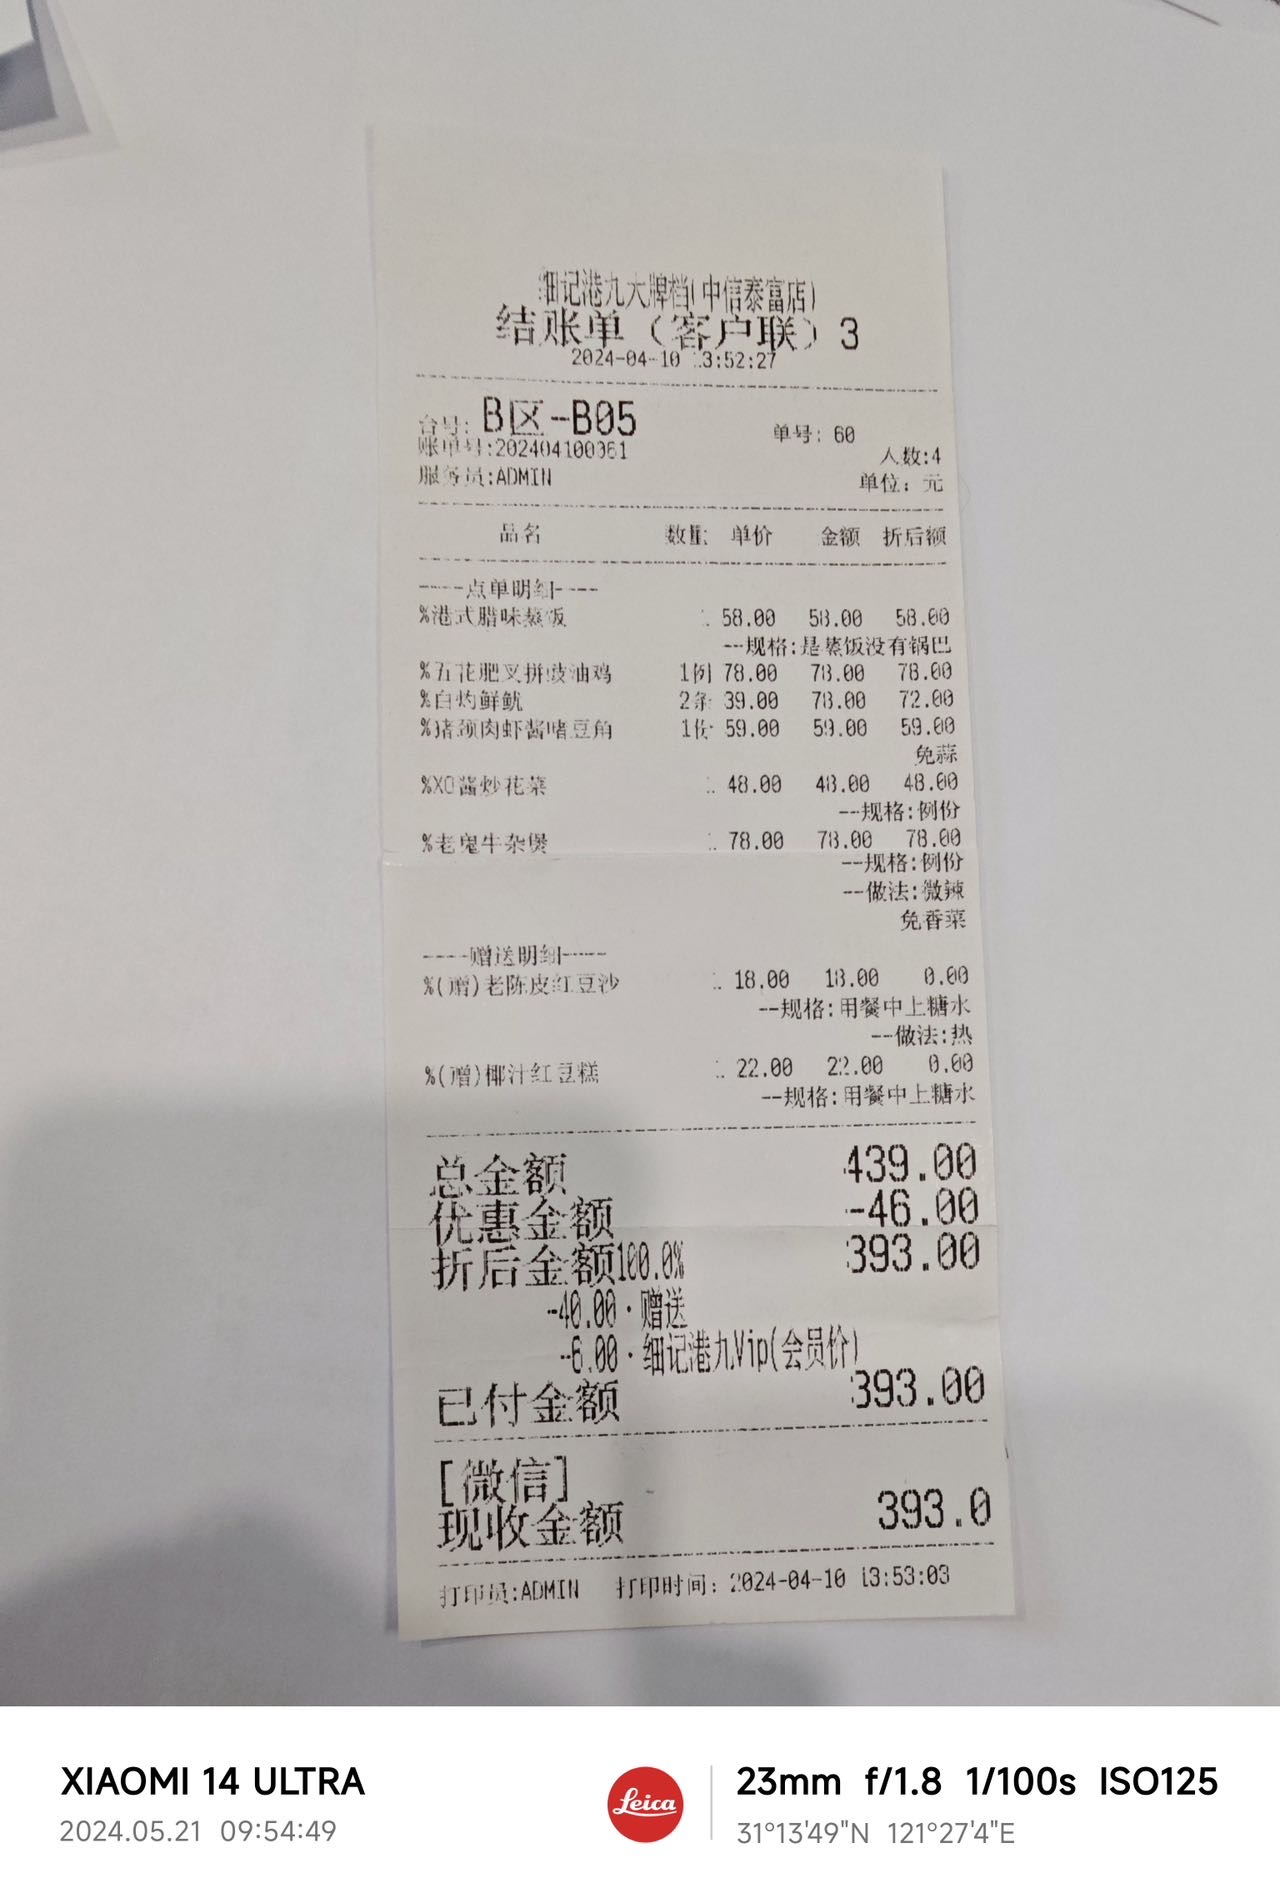 细记港九大牌档(中信泰富店)
结账单（客户联）3
2024-04-10 3:52:27
台号: B区-B05 单号: 60
账单号:202404100061 人数:4
服务员:ADMIN 单位: 元
品名 数量 单价 金额 折后额
-----点单明细----
%港式腊味蒸饭 58.00 58.00 58.00
--规格:是蒸饭没有锅巴
%五花肥叉拼豉油鸡 1例 78.00 78.00 78.00
%白灼鲜鱿 2条 39.00 78.00 72.00
%猪颈肉虾酱啫豆角 1份 59.00 59.00 59.00
免蒜
%XO酱炒花菜 48.00 48.00 48.00
--规格:例份
%老鬼牛杂煲 78.00 78.00 78.00
--规格:例份
--做法:微辣
免香菜
-----赠送明细-----
%(赠)老陈皮红豆沙 18.00 18.00 0.00
--规格:用餐中上糖水
--做法:热
%(赠)椰汁红豆糕 22.00 22.00 0.00
--规格:用餐中上糖水
总金额 439.00
优惠金额 -46.00
折后金额100.0% 393.00
-40.00·赠送
-6.00·细记港九Vip(会员价)
已付金额 393.00
[微信]
现收金额 393.0
打印员:ADMIN 打印时间: 2024-04-10 13:53:03
XIAOMI 14 ULTRA
2024.05.21 09:54:49
Leica
23mm f/1.8 1/100s ISO125
31°13'49"N 121°27'4"E